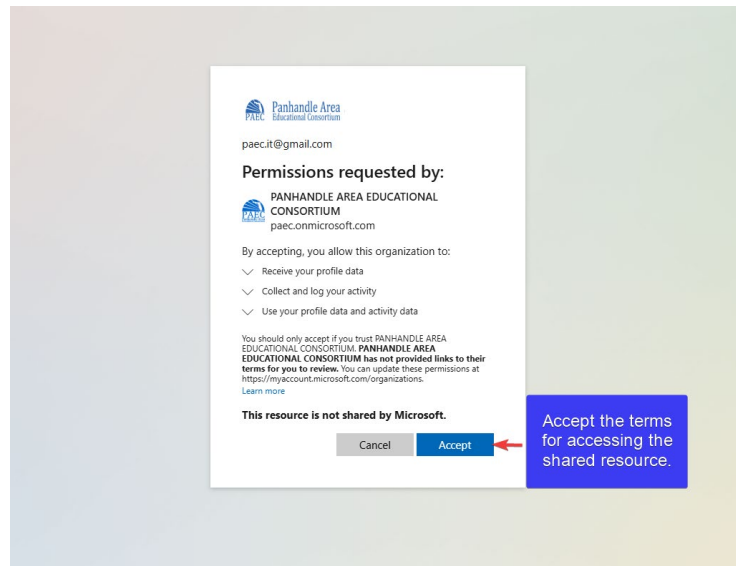 PAEC
Panhandle Area
Educational Consortium
paec.it@gmail.com
Permissions requested by:
PAEC
PANHANDLE AREA EDUCATIONAL
CONSORTIUM
paec.onmicrosoft.com
By accepting, you allow this organization to:
Receive your profile data
Collect and log your activity
Use your profile data and activity data
You should only accept if you trust PANHANDLE AREA
EDUCATIONAL CONSORTIUM. PANHANDLE AREA
EDUCATIONAL CONSORTIUM has not provided links to their
terms for you to review. You can update these permissions at
https://myaccount.microsoft.com/organizations.
Learn more
This resource is not shared by Microsoft.
Cancel
Accept
Accept the terms
for accessing the
shared resource.